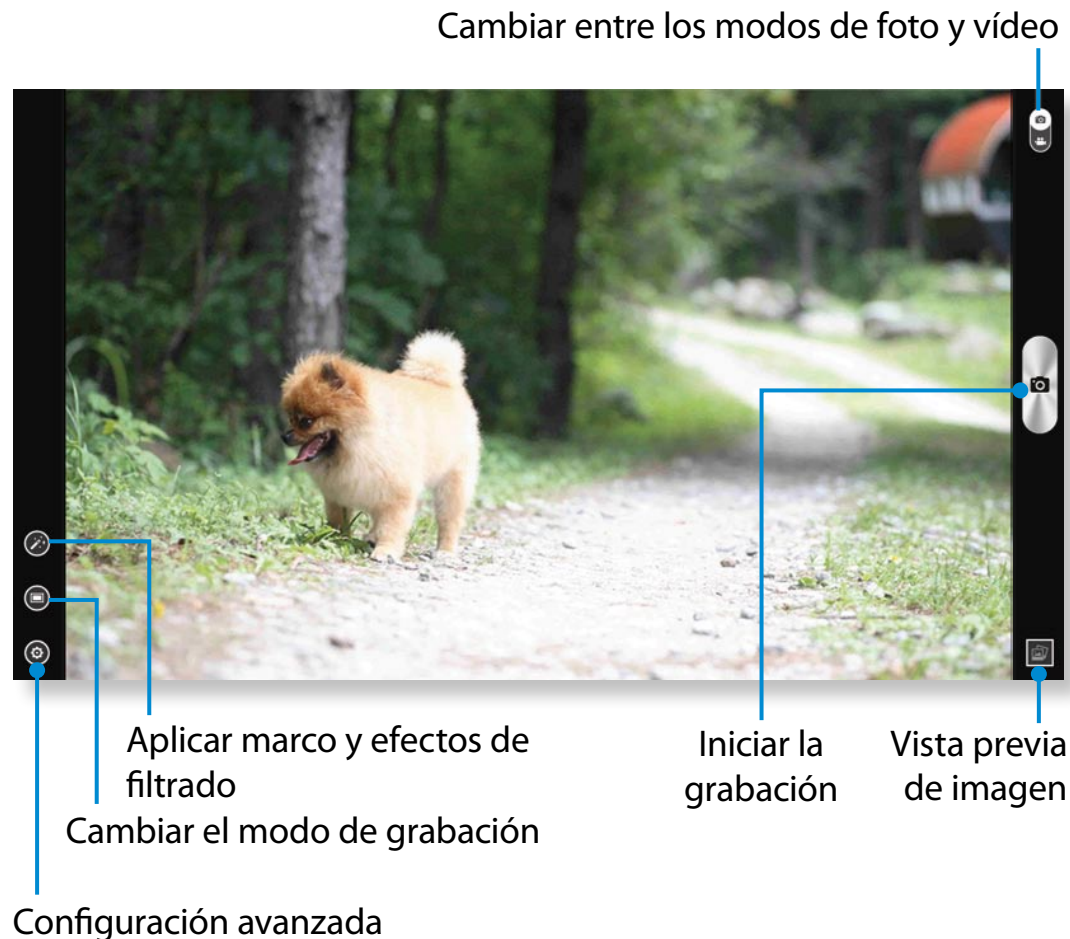 Cambiar entre los modos de foto y vídeo
Aplicar marco y efectos de
filtrado
Cambiar el modo de grabación
Configuración avanzada
Iniciar la
grabación
Vista previa
de imagen